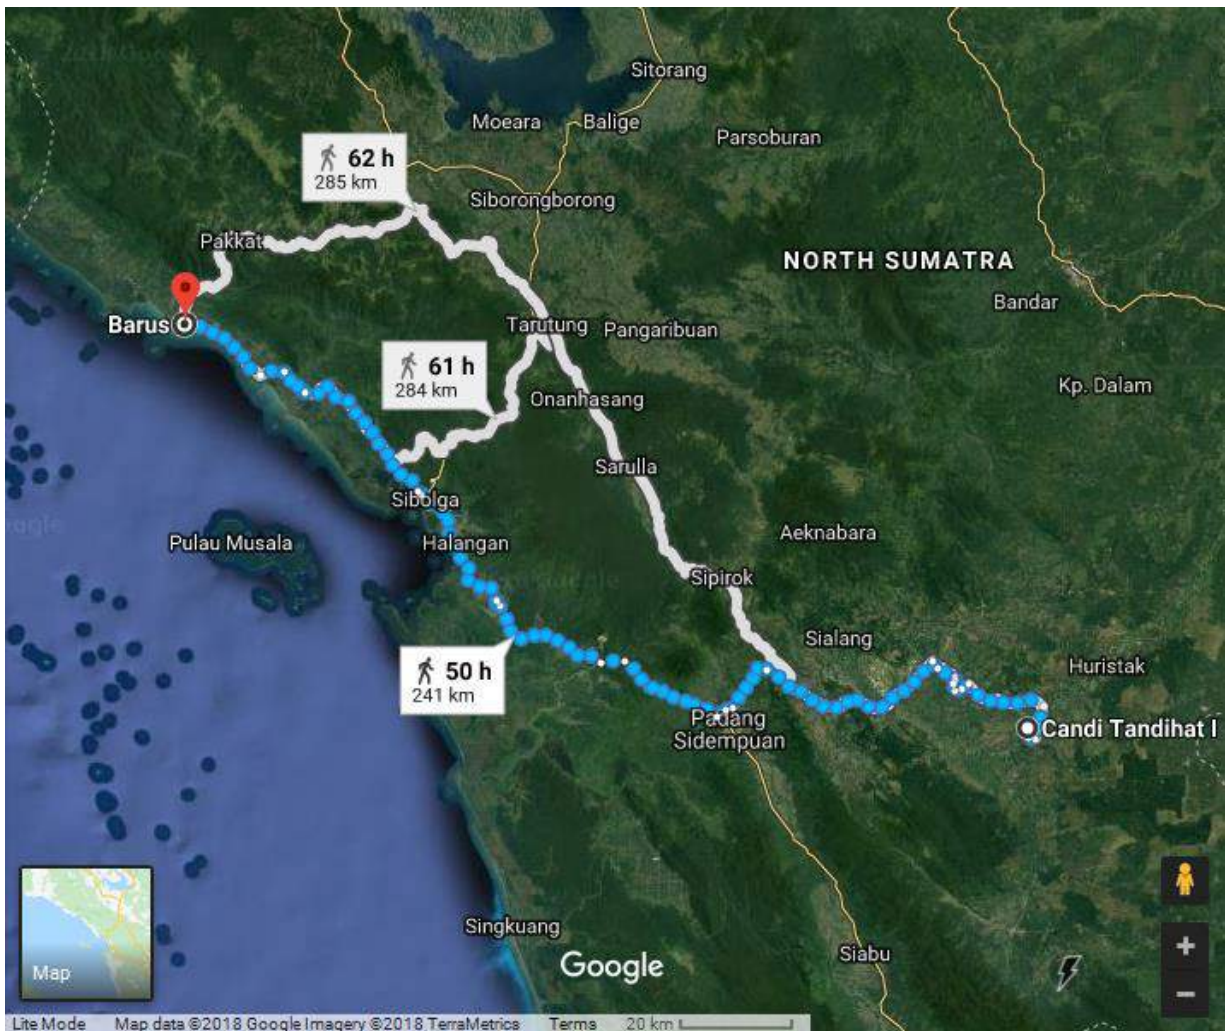 Sitorang
Moeara
Balige
Parsoburan
62 h
285 km
Siborongborong
Pakkat
NORTH SUMATRA
Bandar
Barus
Tarutung
Pangaribuan
61 h
284 km
Kp. Dalam
Onanhasang
Sarulla
Sibolga
Aeknabara
Pulau Musala
Halangan
Sipirok
Sialang
Huristak
50 h
241 km
Padang
Sidempuan
Candi Tandihat I
Singkuang
Siabu
Google
Map
Lite Mode Map data ©2018 Google Imagery ©2018 TerraMetrics Terms 20 km